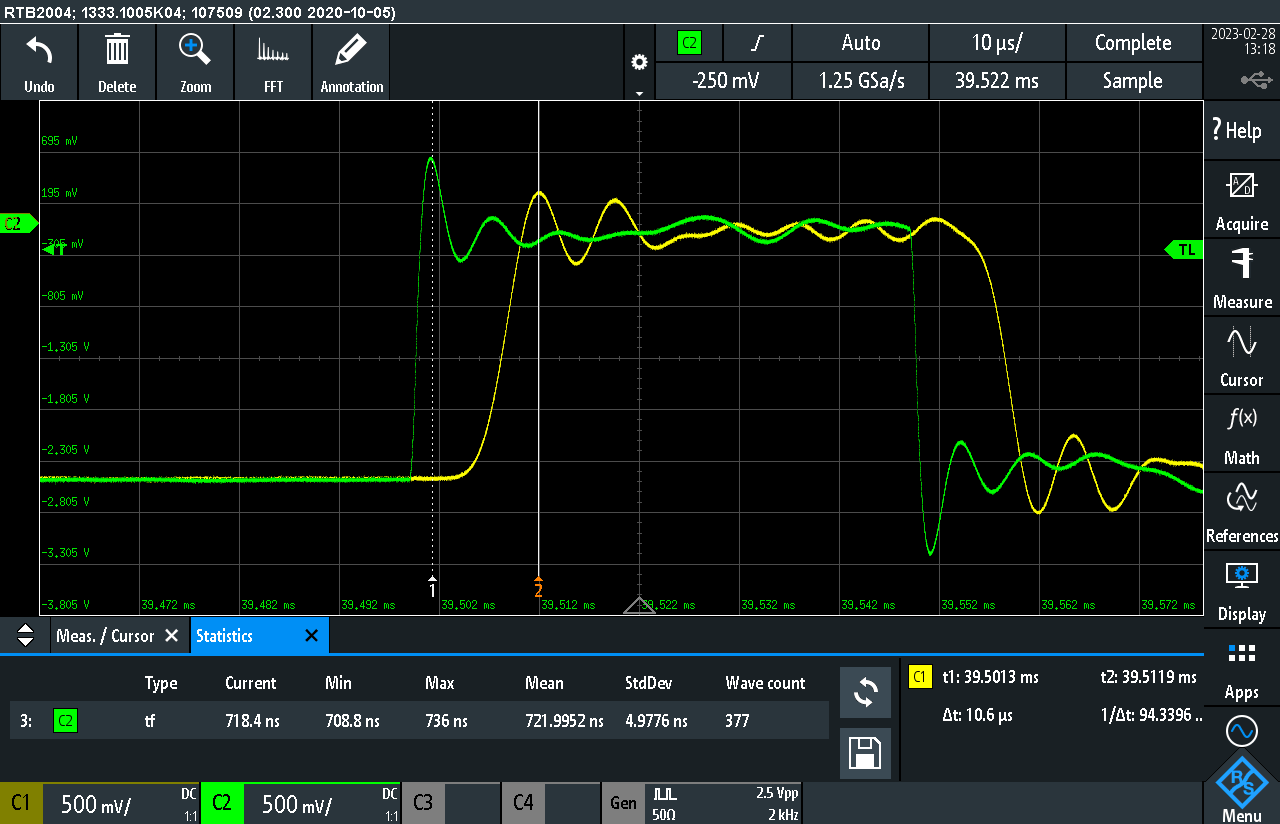 RTB2004; 1333.1005K04; 107509 (02.300 2020-10-05)
Undo
Delete
Zoom
FFT
Annotation
C2
Auto
10 µs/
Complete
-250 mV
1.25 GSa/s
39.522 ms
Sample
2023-02-28
13:18
695 mV
195 mV
C2
-305 mV
T
TL
-805 mV
-1.305 V
-1.805 V
-2.305 V
-2.805 V
-3.305 V
-3.805 V
1
2
39.472 ms
39.482 ms
39.492 ms
39.502 ms
39.512 ms
39.522 ms
39.532 ms
39.542 ms
39.552 ms
39.562 ms
39.572 ms
? Help
A/D
Acquire
Measure
Cursor
f(x)
Math
References
Display
Apps
R&S
Menu
Meas. / Cursor
Statistics
Type Current Min Max Mean StdDev Wave count
3: C2 tf 718.4 ns 708.8 ns 736 ns 721.9952 ns 4.9776 ns 377
C1 t1: 39.5013 ms t2: 39.5119 ms
Δt: 10.6 µs 1/Δt: 94.3396 ..
C1 500 mV/ DC 1:1
C2 500 mV/ DC 1:1
C3
C4
Gen 50Ω 2.5 Vpp 2 kHz